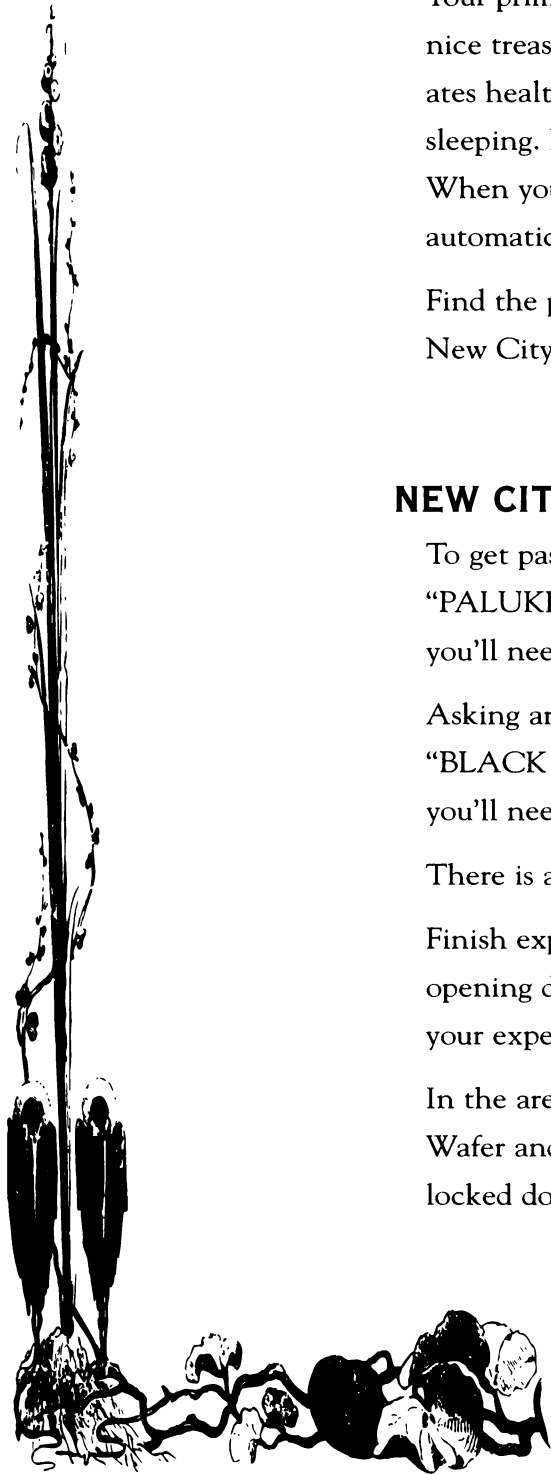 Your prim
nice treas
ates healt
sleeping.
When you
automatic
Find the p
New City
NEW CIT
To get pas
“PALUKE
you’ll nee
Asking ar
“BLACK
you’ll nee
There is a
Finish exp
opening d
your expe
In the are
Wafer and
locked do